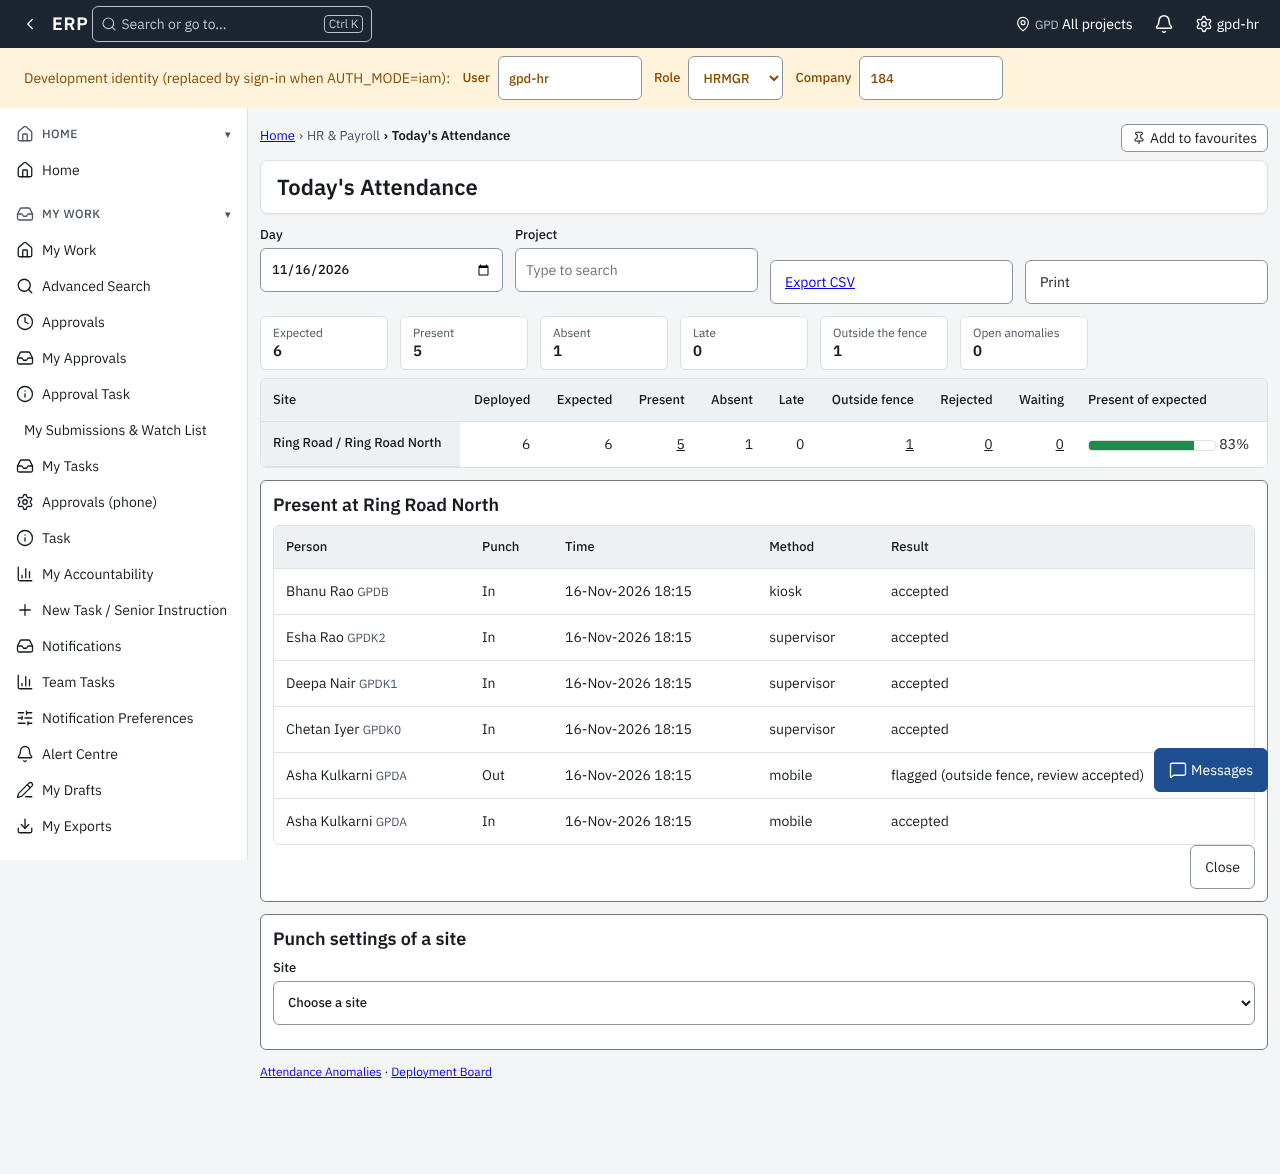 ERP
Search or go to...
Ctrl K
GPD All projects
gpd-hr
Development identity (replaced by sign-in when AUTH_MODE=iam):
User
gpd-hr
Role
HRMGR
Company
184
HOME
Home
MY WORK
My Work
Advanced Search
Approvals
My Approvals
Approval Task
My Submissions & Watch List
My Tasks
Approvals (phone)
Task
My Accountability
New Task / Senior Instruction
Notifications
Team Tasks
Notification Preferences
Alert Centre
My Drafts
My Exports
Home › HR & Payroll › Today's Attendance
Add to favourites
Today's Attendance
Day
11/16/2026
Project
Type to search
Export CSV
Print
Expected
6
Present
5
Absent
1
Late
0
Outside the fence
1
Open anomalies
0
Site Deployed Expected Present Absent Late Outside fence Rejected Waiting Present of expected
Ring Road / Ring Road North 6 6 5 1 0 1 0 0 83%
Present at Ring Road North
Person Punch Time Method Result
Bhanu Rao GPDB In 16-Nov-2026 18:15 kiosk accepted
Esha Rao GPDK2 In 16-Nov-2026 18:15 supervisor accepted
Deepa Nair GPDK1 In 16-Nov-2026 18:15 supervisor accepted
Chetan Iyer GPDK0 In 16-Nov-2026 18:15 supervisor accepted
Asha Kulkarni GPDA Out 16-Nov-2026 18:15 mobile flagged (outside fence, review accepted)
Asha Kulkarni GPDA In 16-Nov-2026 18:15 mobile accepted
Messages
Close
Punch settings of a site
Site
Choose a site
Attendance Anomalies · Deployment Board